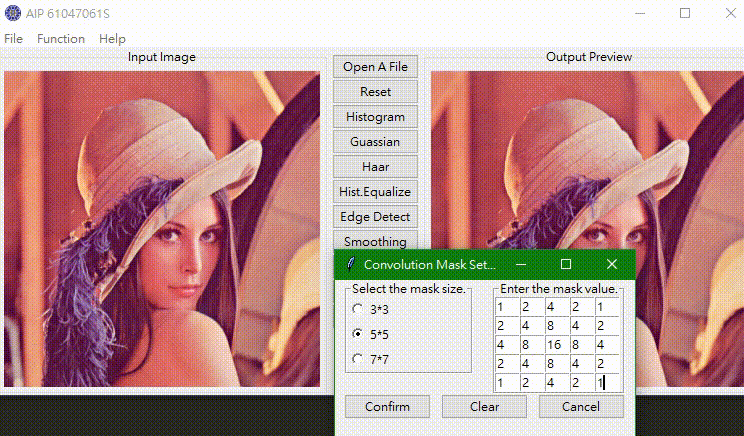 AIP 61047061S
File Function Help
Input Image
Open A File
Reset
Histogram
Guassian
Haar
Hist.Equalize
Edge Detect
Smoothing
Output Preview
Convolution Mask Set...
Select the mask size.
3*3
5*5
7*7
Enter the mask value.
1 2 4 2 1
2 4 8 4 2
4 8 16 8 4
2 4 8 4 2
1 2 4 2 1
Confirm Clear Cancel